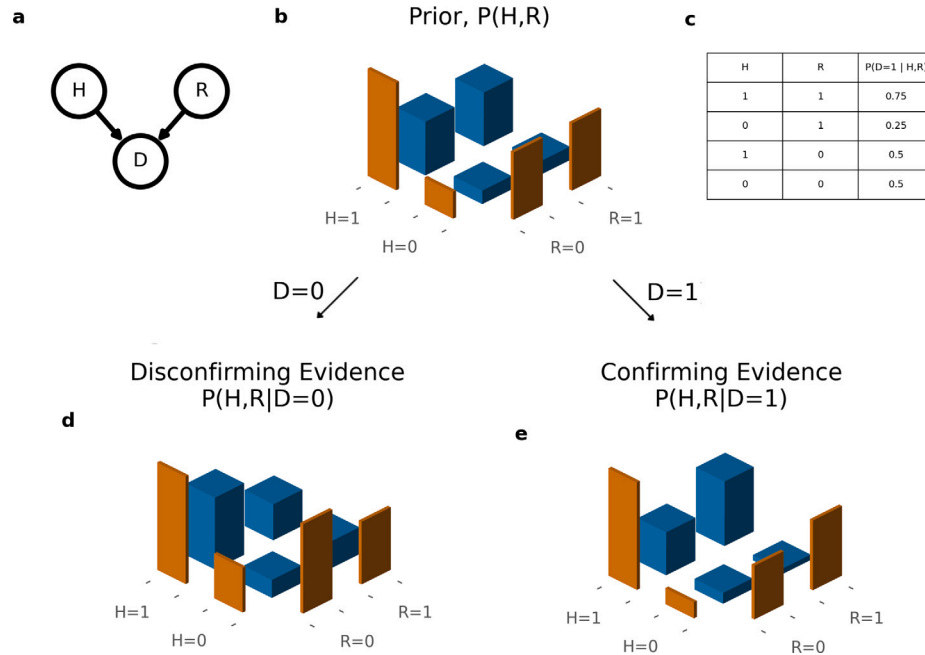 a
H
R
D
b
Prior, P(H,R)
H=1
H=0
R=0
R=1
c
H R P(D=1 | H,R)
1 1 0.75
0 1 0.25
1 0 0.5
0 0 0.5
D=0
D=1
Disconfirming Evidence
P(H,R|D=0)
d
H=1
H=0
R=0
R=1
Confirming Evidence
P(H,R|D=1)
e
H=1
H=0
R=0
R=1